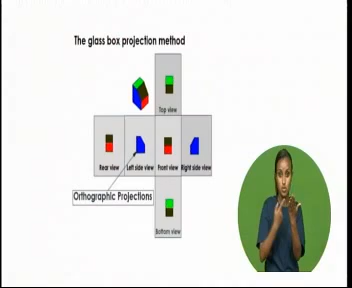 The glass box projection method
Top view
Rear view
Left side view
Front view
Right side view
Orthographic Projections
Bottom view